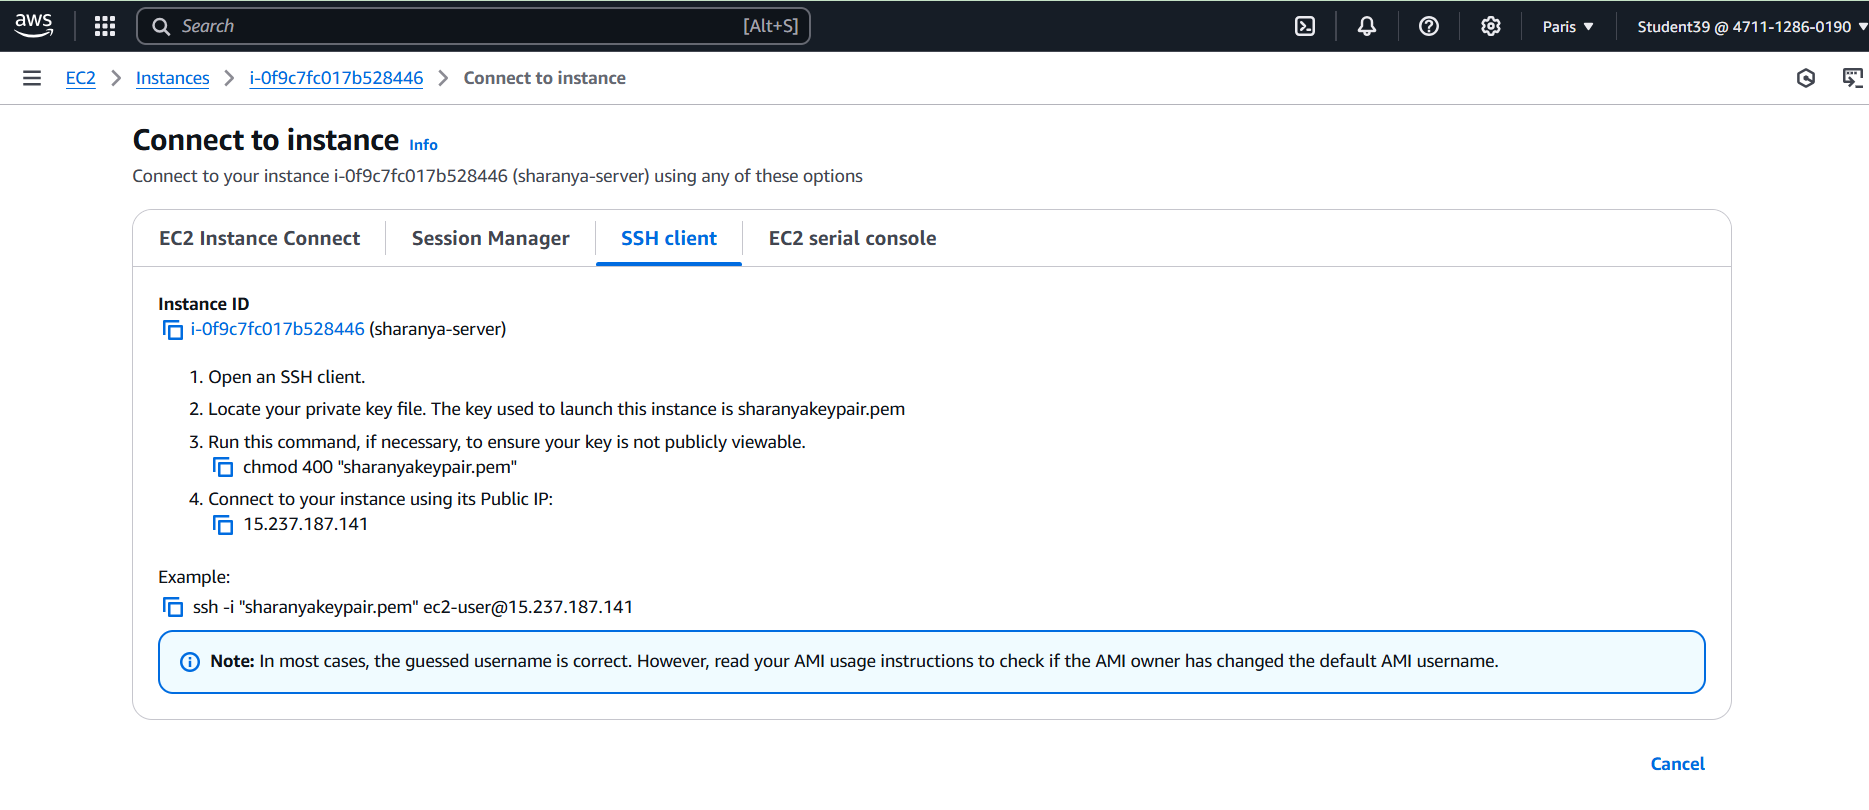 aws
Search [Alt+S]
Paris
Student39 @ 4711-1286-0190
EC2
Instances
i-0f9c7fc017b528446
Connect to instance
Connect to instance Info
Connect to your instance i-0f9c7fc017b528446 (sharanya-server) using any of these options
EC2 Instance Connect
Session Manager
SSH client
EC2 serial console
Instance ID
i-0f9c7fc017b528446 (sharanya-server)
1. Open an SSH client.
2. Locate your private key file. The key used to launch this instance is sharanyakeypair.pem
3. Run this command, if necessary, to ensure your key is not publicly viewable.
chmod 400 "sharanyakeypair.pem"
4. Connect to your instance using its Public IP:
15.237.187.141
Example:
ssh -i "sharanyakeypair.pem" ec2-user@15.237.187.141
Note: In most cases, the guessed username is correct. However, read your AMI usage instructions to check if the AMI owner has changed the default AMI username.
Cancel